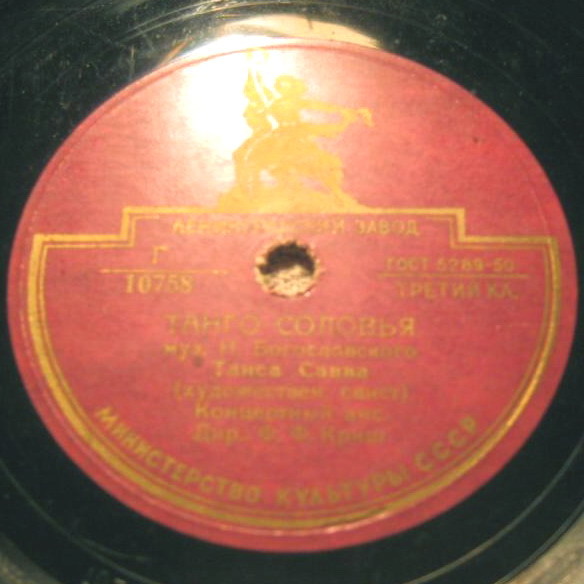 ЛЕНИНГРАДСКИЙ ЗАВОД
Г
10758
ГОСТ 5289-50
ТРЕТИЙ КЛ.
ТАНГО СОЛОВЬЯ
муз. Н. Богословского
Таиса Савва
(художествен. свист)
Концертный анс.
Дир. Ф. Ф. Криш
МИНИСТЕРСТВО КУЛЬТУРЫ СССР